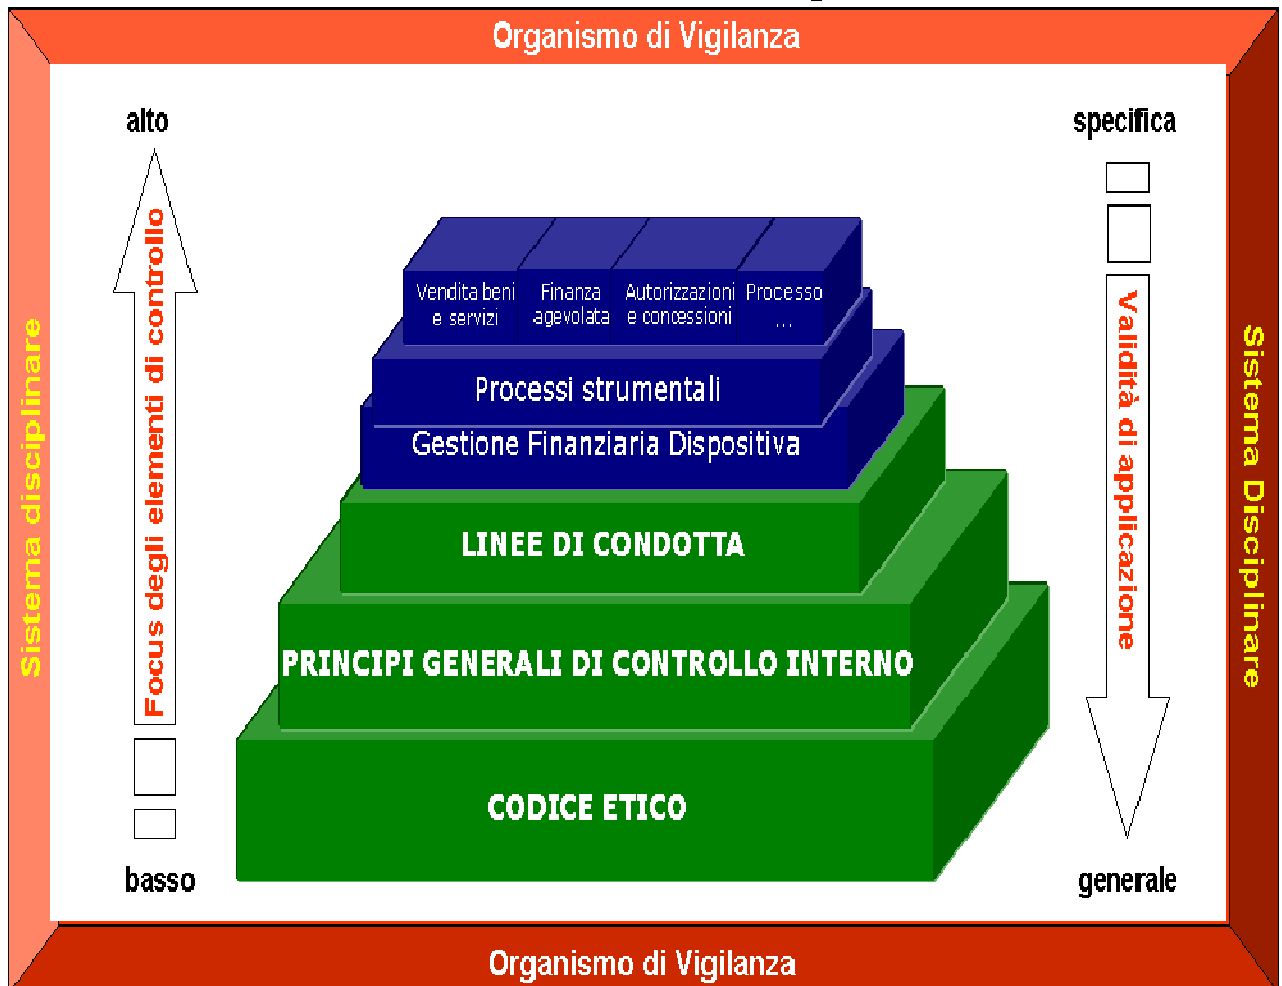 Organismo di Vigilanza
alto
specifica
Sistema disciplinare
Focus degli elementi di controllo
Vendita beni
e servizi
Finanza
agevolata
Autorizzazioni
e concessioni
Processo
...
Processi strumentali
Gestione Finanziaria Dispositiva
LINEE DI CONDOTTA
PRINCIPI GENERALI DI CONTROLLO INTERNO
CODICE ETICO
Validità di applicazione
Sistema Disciplinare
basso
generale
Organismo di Vigilanza